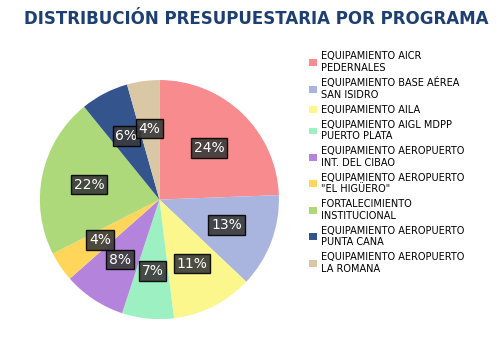 DISTRIBUCIÓN PRESUPUESTARIA POR PROGRAMA
24%
13%
11%
7%
8%
4%
22%
6%
4%
EQUIPAMIENTO AICR
PEDERNALES
EQUIPAMIENTO BASE AÉREA
SAN ISIDRO
EQUIPAMIENTO AILA
EQUIPAMIENTO AIGL MDPP
PUERTO PLATA
EQUIPAMIENTO AEROPUERTO
INT. DEL CIBAO
EQUIPAMIENTO AEROPUERTO
"EL HIGÜERO"
FORTALECIMIENTO
INSTITUCIONAL
EQUIPAMIENTO AEROPUERTO
PUNTA CANA
EQUIPAMIENTO AEROPUERTO
LA ROMANA